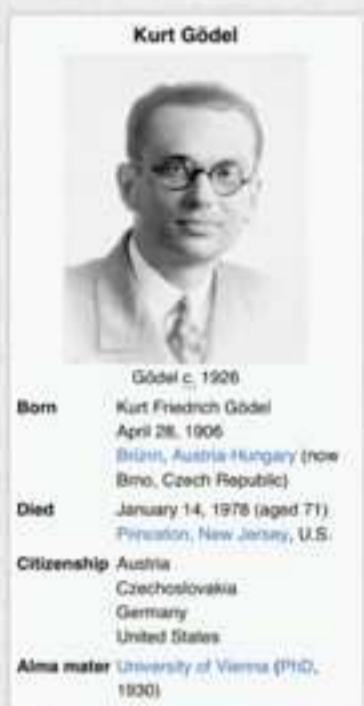 Kurt Gödel
Gödel c. 1926
Born Kurt Friedrich Gödel
April 28, 1906
Brünn, Austria-Hungary (now
Brno, Czech Republic)
Died January 14, 1978 (aged 71)
Princeton, New Jersey, U.S.
Citizenship Austria
Czechoslovakia
Germany
United States
Alma mater University of Vienna (PhD,
1930)